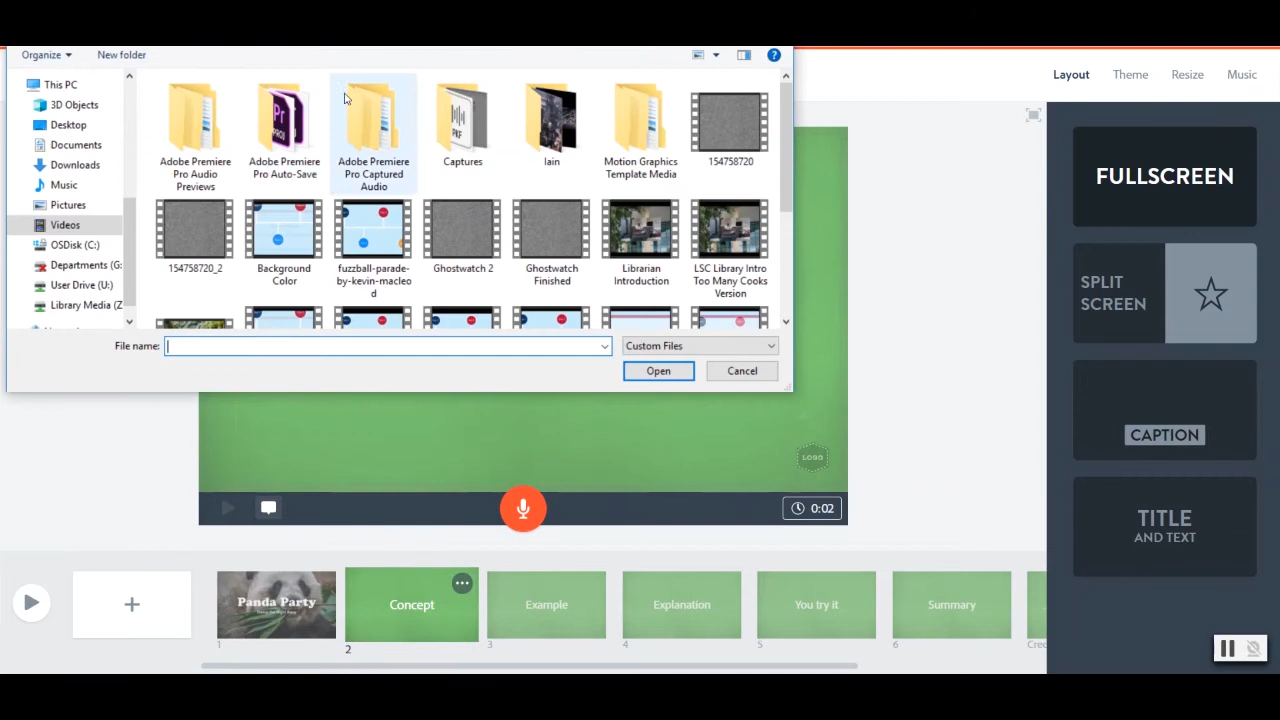 Organize
New folder
Layout
Theme
Resize
Music
This PC
3D Objects
Desktop
Documents
Downloads
Music
Pictures
Videos
OSDisk (C:)
Departments (G:
User Drive (U:)
Library Media (Z
Adobe Premiere
Pro Audio
Previews
Adobe Premiere
Pro Auto-Save
Adobe Premiere
Pro Captured
Audio
Captures
Iain
Motion Graphics
Template Media
154758720
154758720_2
Background
Color
fuzzball-parade-
by-kevin-macleo
d
Ghostwatch 2
Ghostwatch
Finished
Librarian
Introduction
LSC Library Intro
Too Many Cooks
Version
File name:
Custom Files
Open
Cancel
FULLSCREEN
SPLIT
SCREEN
CAPTION
TITLE
AND TEXT
LOGO
0:02
Panda Party
Concept
Example
Explanation
You try it
Summary
1
2
3
4
5
6
Cre